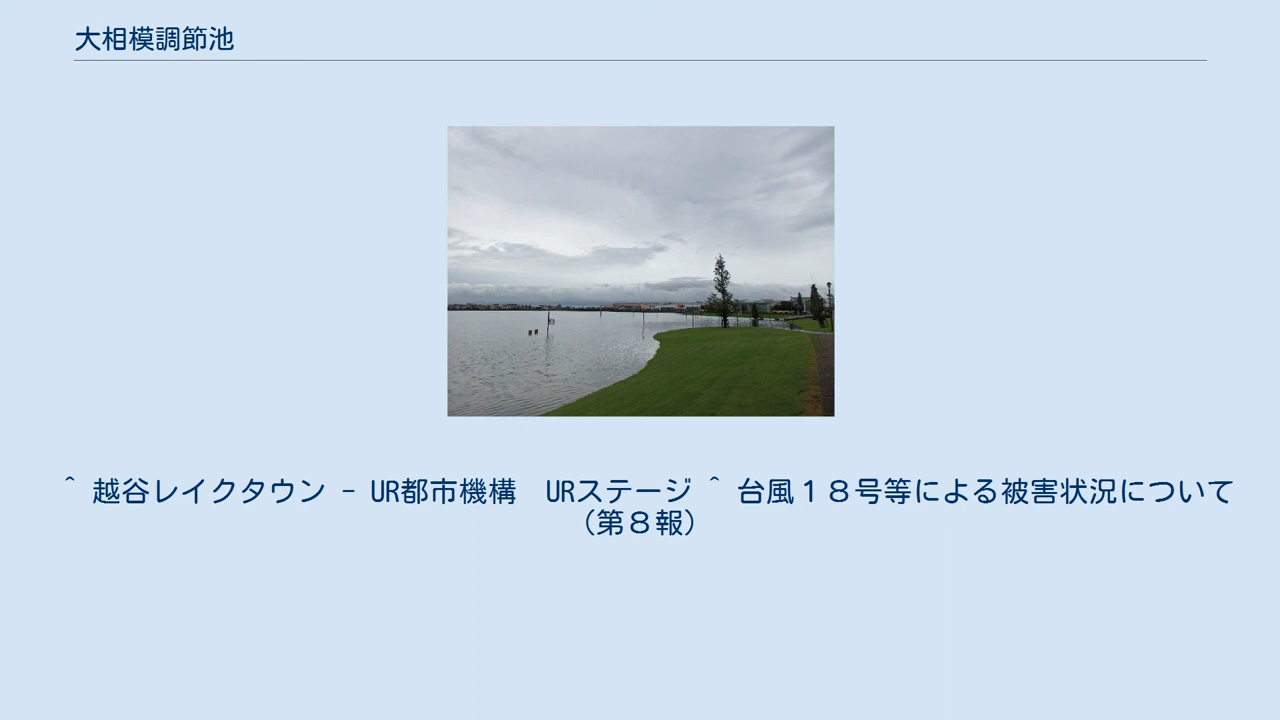 大相模調節池
^ 越谷レイクタウン - UR都市機構　URステージ ^ 台風１８号等による被害状況について
（第８報）